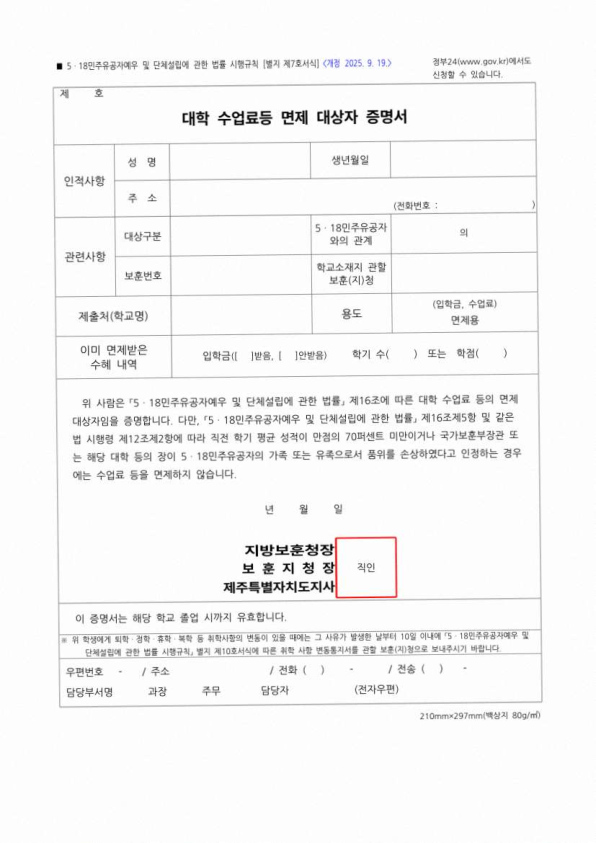 ■ 5ㆍ18민주유공자예우 및 단체설립에 관한 법률 시행규칙 [별지 제7호서식] <개정 2025. 9. 19.>
정부24(www.gov.kr)에서도
신청할 수 있습니다.
제 호
대학 수업료등 면제 대상자 증명서
인적사항
성 명
생년월일
주 소
(전화번호 : )
관련사항
대상구분
5ㆍ18민주유공자
와의 관계
의
보훈번호
학교소재지 관할
보훈(지)청
제출처(학교명)
용도
(입학금, 수업료)
면제용
이미 면제받은
수혜 내역
입학금([ ]받음, [ ]안받음) 학기 수( ) 또는 학점( )
위 사람은 「5ㆍ18민주유공자예우 및 단체설립에 관한 법률」 제16조에 따른 대학 수업료 등의 면제
대상자임을 증명합니다. 다만, 「5ㆍ18민주유공자예우 및 단체설립에 관한 법률」 제16조제5항 및 같은
법 시행령 제12조제2항에 따라 직전 학기 평균 성적이 만점의 70퍼센트 미만이거나 국가보훈부장관 또
는 해당 대학 등의 장이 5ㆍ18민주유공자의 가족 또는 유족으로서 품위를 손상하였다고 인정하는 경우
에는 수업료 등을 면제하지 않습니다.
년 월 일
지방보훈청장
보 훈 지 청 장
제주특별자치도지사
직인
이 증명서는 해당 학교 졸업 시까지 유효합니다.
※ 위 학생에게 퇴학ㆍ정학ㆍ휴학ㆍ복학 등 취학사항의 변동이 있을 때에는 그 사유가 발생한 날부터 10일 이내에 「5ㆍ18민주유공자예우 및
단체설립에 관한 법률 시행규칙」 별지 제10호서식에 따른 취학 사항 변동통지서를 관할 보훈(지)청으로 보내주시기 바랍니다.
우편번호 - / 주소 / 전화 ( ) - / 전송 ( ) -
담당부서명 과장 주무 담당자 (전자우편)
210mm×297mm(백상지 80g/㎡)